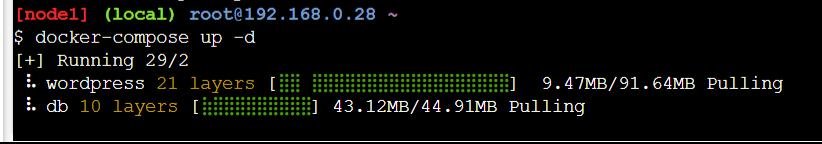 [node1] (local) root@192.168.0.28 ~
$ docker-compose up -d
[+] Running 29/2
⠧ wordpress 21 layers [⣿⣿ ⣿⣿⣿⣿⣿⣿⣿⣿⣿⣿⣿⣿⣿⣿⣿⣿⣿⣿] 9.47MB/91.64MB Pulling
⠧ db 10 layers [⣿⣿⣿⣿⣿⣿⣿⣿⣿⣿] 43.12MB/44.91MB Pulling